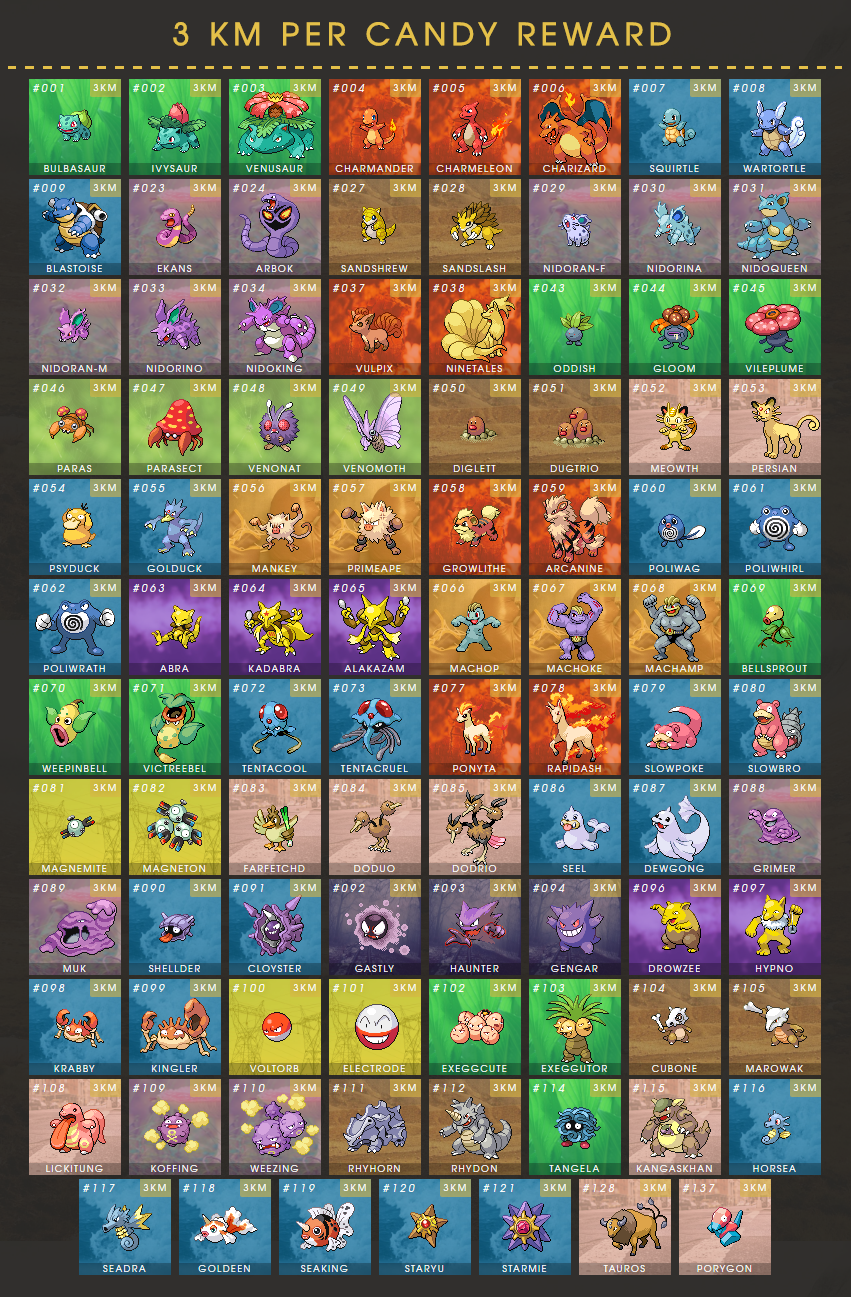 3 KM PER CANDY REWARD
#001 3KM #002 3KM #003 3KM #004 3KM #005 3KM #006 3KM #007 3KM #008 3KM
BULBASAUR IVYSAUR VENUSAUR CHARMANDER CHARMELEON CHARIZARD SQUIRTLE WARTORTLE
#009 3KM #023 3KM #024 3KM #027 3KM #028 3KM #029 3KM #030 3KM #031 3KM
BLASTOISE EKANS ARBOK SANDSHREW SANDSLASH NIDORAN-F NIDORINA NIDOQUEEN
#032 3KM #033 3KM #034 3KM #037 3KM #038 3KM #043 3KM #044 3KM #045 3KM
NIDORAN-M NIDORINO NIDOKING VULPIX NINETALES ODDISH GLOOM VILEPLUME
#046 3KM #047 3KM #048 3KM #049 3KM #050 3KM #051 3KM #052 3KM #053 3KM
PARAS PARASECT VENONAT VENOMOTH DIGLETT DUGTRIO MEOWTH PERSIAN
#054 3KM #055 3KM #056 3KM #057 3KM #058 3KM #059 3KM #060 3KM #061 3KM
PSYDUCK GOLDUCK MANKEY PRIMEAPE GROWLITHE ARCANINE POLIWAG POLIWHIRL
#062 3KM #063 3KM #064 3KM #065 3KM #066 3KM #067 3KM #068 3KM #069 3KM
POLIWRATH ABRA KADABRA ALAKAZAM MACHOP MACHOKE MACHAMP BELLSPROUT
#070 3KM #071 3KM #072 3KM #073 3KM #077 3KM #078 3KM #079 3KM #080 3KM
WEEPINBELL VICTREEBEL TENTACOOL TENTACRUEL PONYTA RAPIDASH SLOWPOKE SLOWBRO
#081 3KM #082 3KM #083 3KM #084 3KM #085 3KM #086 3KM #087 3KM #088 3KM
MAGNEMITE MAGNETON FARFETCHD DODUO DODRIO SEEL DEWGONG GRIMER
#089 3KM #090 3KM #091 3KM #092 3KM #093 3KM #094 3KM #096 3KM #097 3KM
MUK SHELLDER CLOYSTER GASTLY HAUNTER GENGAR DROWZEE HYPNO
#098 3KM #099 3KM #100 3KM #101 3KM #102 3KM #103 3KM #104 3KM #105 3KM
KRABBY KINGLER VOLTORB ELECTRODE EXEGGCUTE EXEGGUTOR CUBONE MAROWAK
#108 3KM #109 3KM #110 3KM #111 3KM #112 3KM #114 3KM #115 3KM #116 3KM
LICKITUNG KOFFING WEEZING RHYHORN RHYDON TANGELA KANGASKHAN HORSEA
#117 3KM #118 3KM #119 3KM #120 3KM #121 3KM #128 3KM #137 3KM
SEADRA GOLDEEN SEAKING STARYU STARMIE TAUROS PORYGON